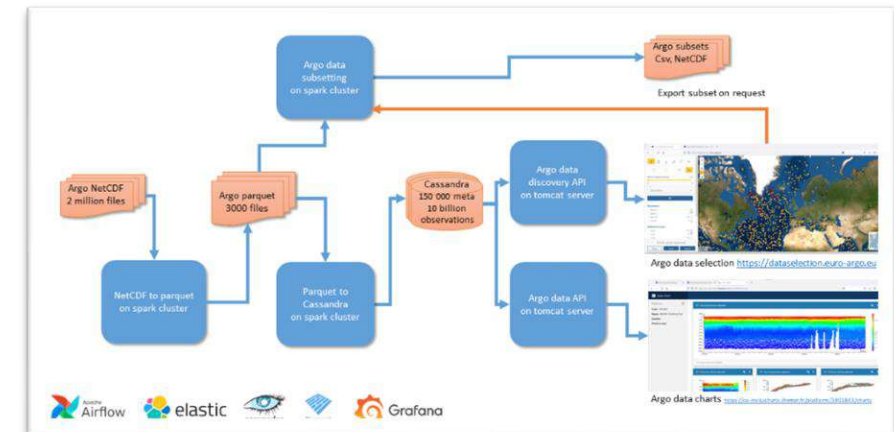 Argo data
subsetting
on spark cluster
Argo subsets
Csv, NetCDF
Export subset on request
Argo NetCDF
2 million files
Argo parquet
3000 files
Cassandra
150 000 meta
10 billion
observations
Argo data
discovery API
on tomcat server
Argo data selection https://dataselection.euro-argo.eu
NetCDF to parquet
on spark cluster
Parquet to
Cassandra
on spark cluster
Argo data API
on tomcat server
Apache
Airflow
elastic
Grafana
Argo data charts